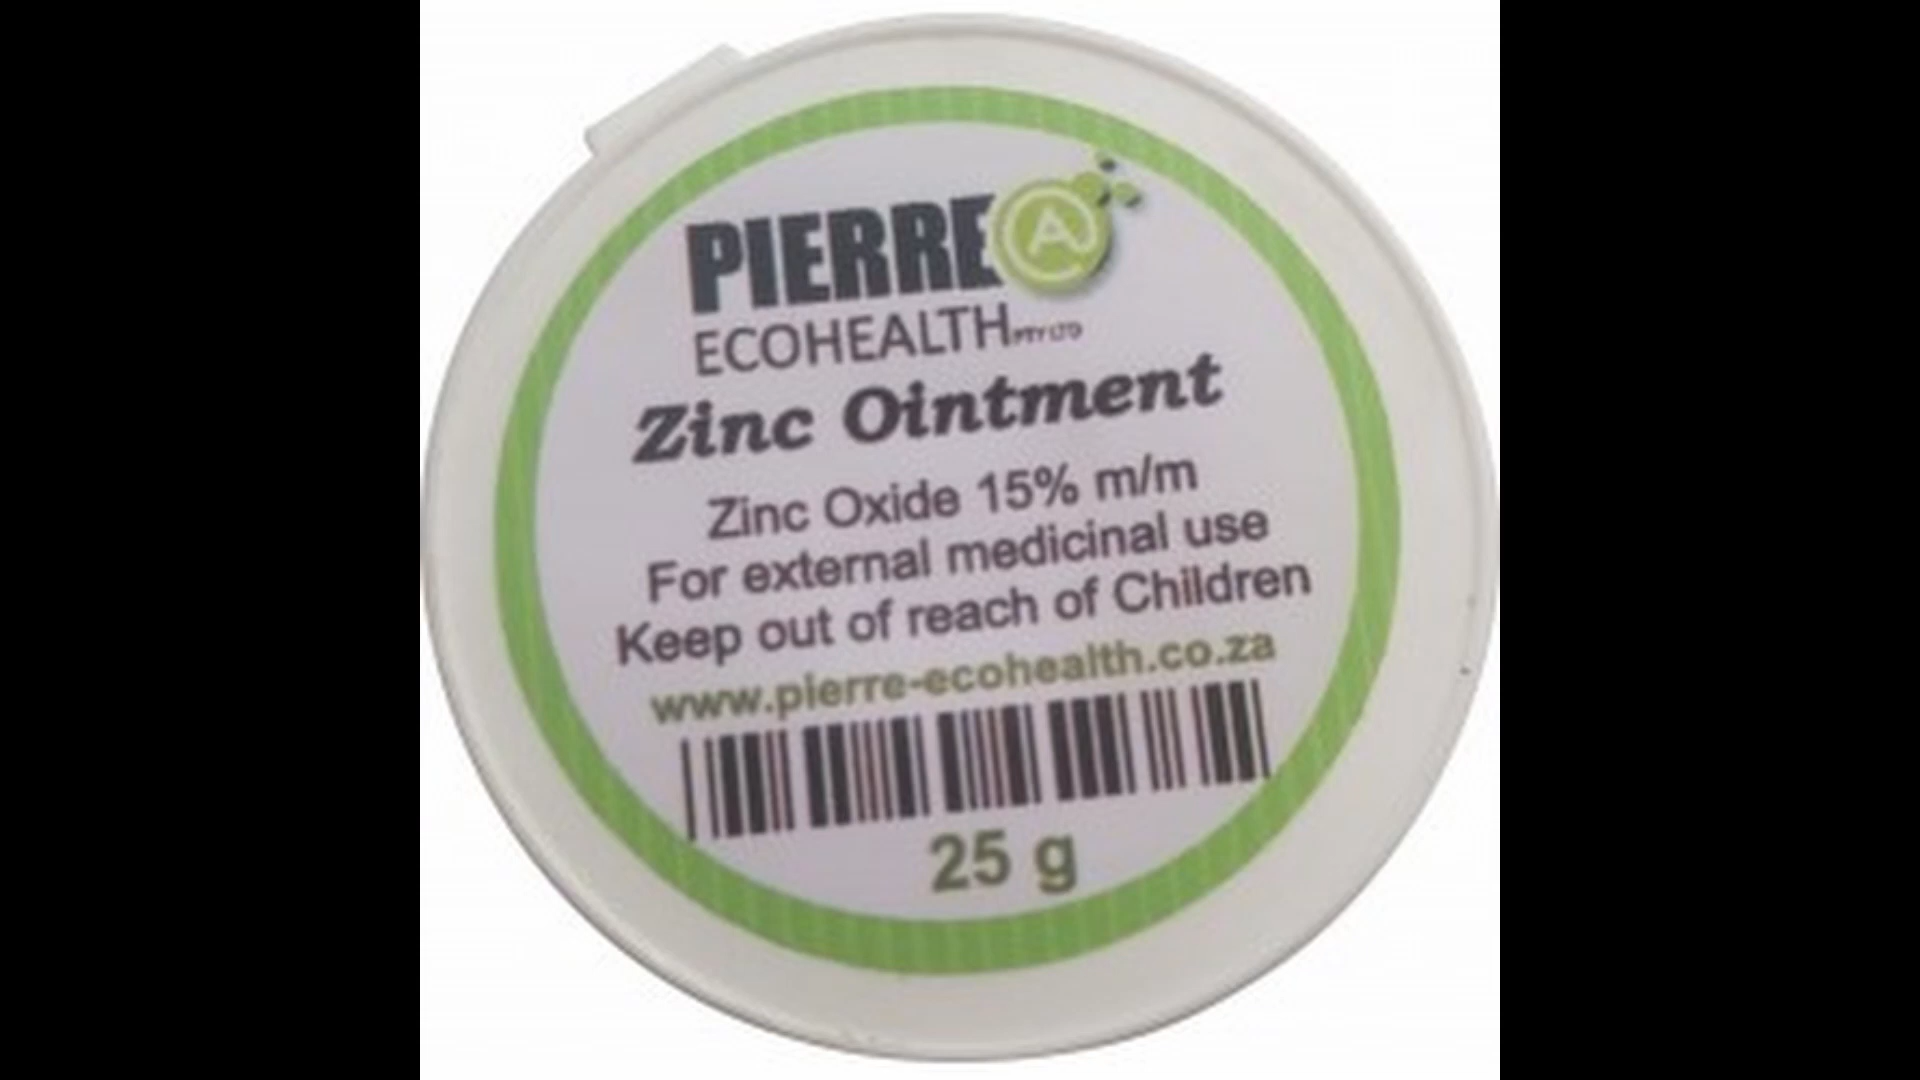 PIERRE A
ECOHEALTH PTY LTD
Zinc Ointment
Zinc Oxide 15% m/m
For external medicinal use
Keep out of reach of Children
www.pierre-ecohealth.co.za
25 g